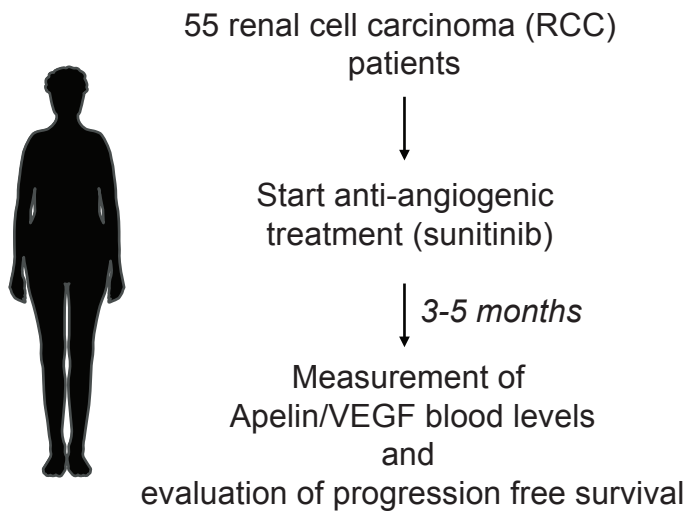 55 renal cell carcinoma (RCC)
patients
Start anti-angiogenic
treatment (sunitinib)
3-5 months
Measurement of
Apelin/VEGF blood levels
and
evaluation of progression free survival